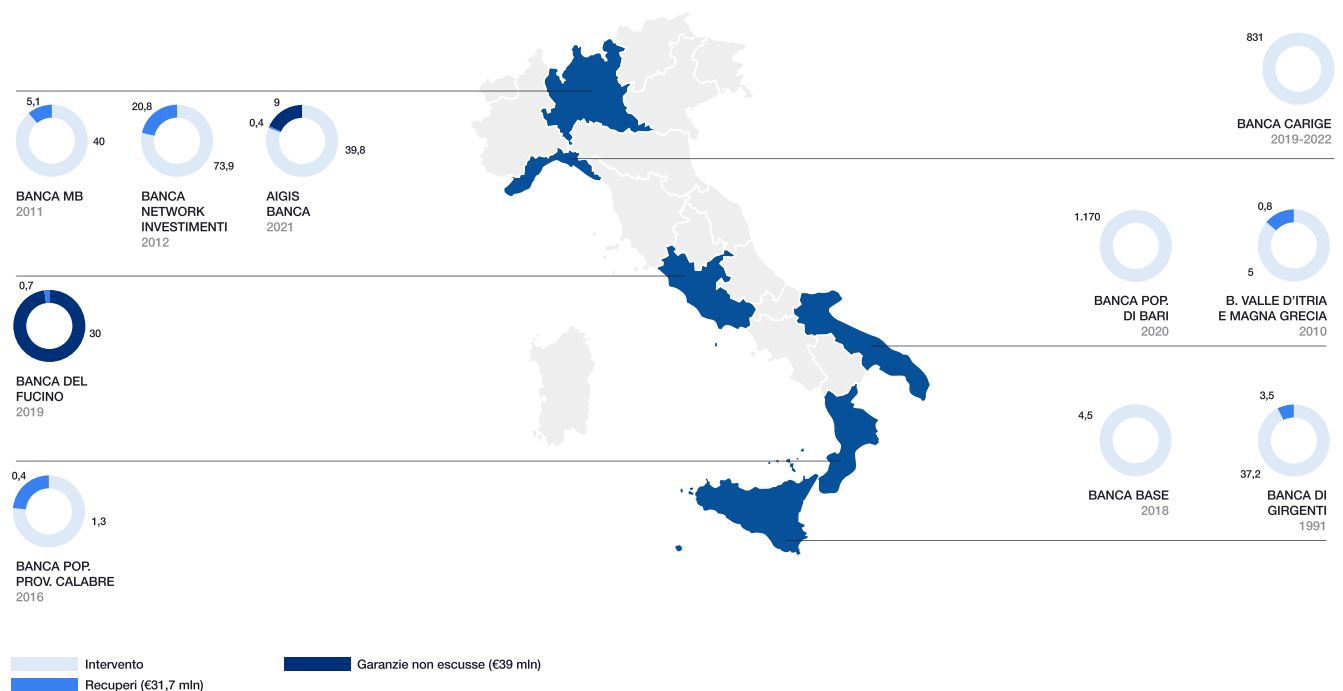 5,1
40
BANCA MB
2011
20,8
73,9
BANCA
NETWORK
INVESTIMENTI
2012
9
0,4
39,8
AIGIS
BANCA
2021
831
BANCA CARIGE
2019-2022
1.170
BANCA POP.
DI BARI
2020
0,8
5
B. VALLE D’ITRIA
E MAGNA GRECIA
2010
0,7
30
BANCA DEL
FUCINO
2019
4,5
BANCA BASE
2018
3,5
37,2
BANCA DI
GIRGENTI
1991
0,4
1,3
BANCA POP.
PROV. CALABRE
2016
Intervento
Recuperi (€31,7 mln)
Garanzie non escusse (€39 mln)